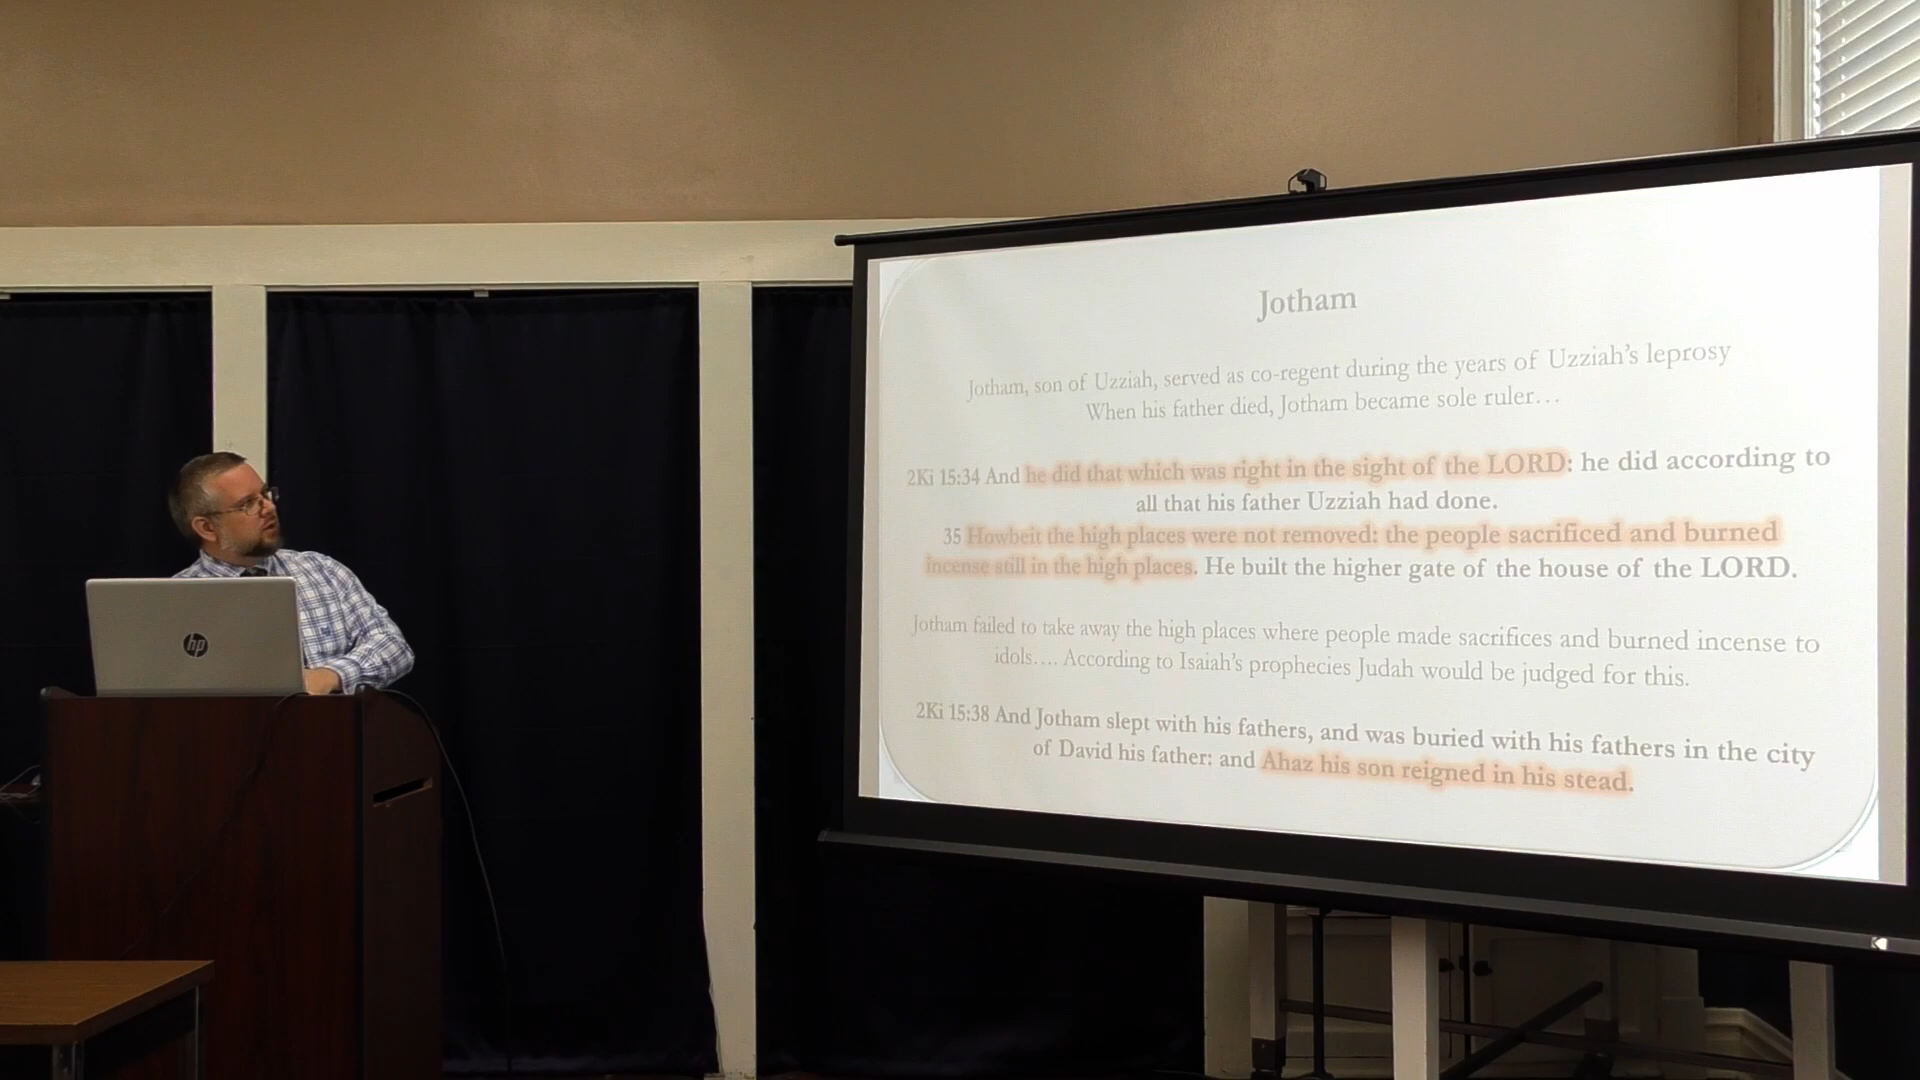 hp
Jotham
Jotham, son of Uzziah, served as co-regent during the years of Uzziah's leprosy
When his father died, Jotham became sole ruler…
2Ki 15:34 And he did that which was right in the sight of the LORD: he did according to
all that his father Uzziah had done.
35 Howbeit the high places were not removed: the people sacrificed and burned
incense still in the high places. He built the higher gate of the house of the LORD.
Jotham failed to take away the high places where people made sacrifices and burned incense to
idols…. According to Isaiah's prophecies Judah would be judged for this.
2Ki 15:38 And Jotham slept with his fathers, and was buried with his fathers in the city
of David his father: and Ahaz his son reigned in his stead.